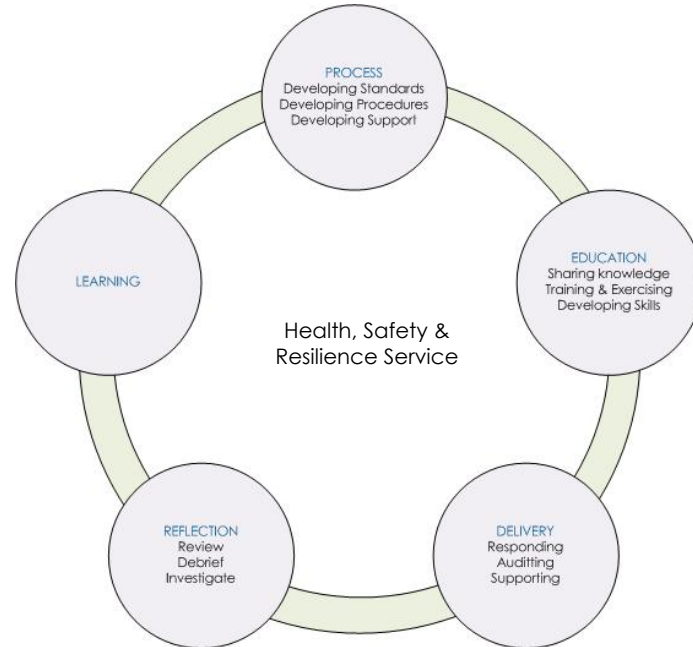 PROCESS
Developing Standards
Developing Procedures
Developing Support
EDUCATION
Sharing knowledge
Training & Exercising
Developing Skills
DELIVERY
Responding
Auditting
Supporting
REFLECTION
Review
Debrief
Investigate
LEARNING
Health, Safety &
Resilience Service